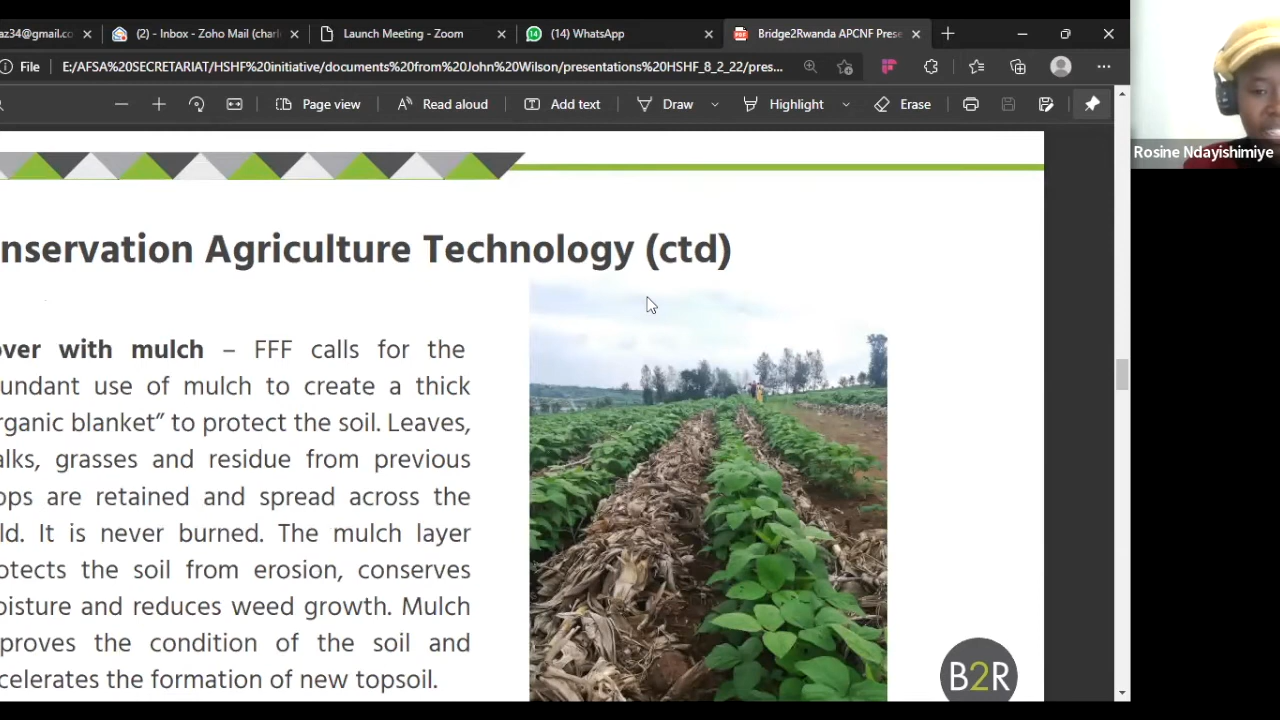 az34@gmail.co
(2) - Inbox - Zoho Mail (charl
Launch Meeting - Zoom
(14) WhatsApp
Bridge2Rwanda APCNF Prese
File
E:/AFSA%20SECRETARIAT/HSHF%20initiative/documents%20from%20John%20Wilson/presentations%20HSHF_8_2_22/pres...
Page view
Read aloud
Add text
Draw
Highlight
Erase
Rosine Ndayishimiye
nservation Agriculture Technology (ctd)
over with mulch – FFF calls for the
undant use of mulch to create a thick
rganic blanket” to protect the soil. Leaves,
alks, grasses and residue from previous
ops are retained and spread across the
ld. It is never burned. The mulch layer
otects the soil from erosion, conserves
oisture and reduces weed growth. Mulch
proves the condition of the soil and
celerates the formation of new topsoil.
B2R